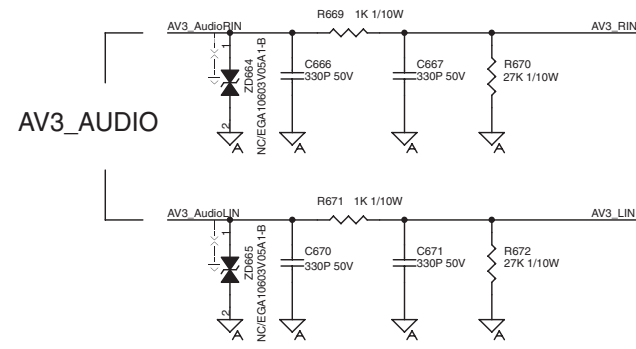 R669 1K 1/10W
AV3_AudioRIN
AV3_RIN
1
ZD664
2
NC/EGA10603V05A1-B
C666
330P 50V
C667
330P 50V
R670
27K 1/10W
A
A
A
A
AV3_AUDIO
R671 1K 1/10W
AV3_AudioLIN
AV3_LIN
1
ZD665
2
NC/EGA10603V05A1-B
C670
330P 50V
C671
330P 50V
R672
27K 1/10W
A
A
A
A